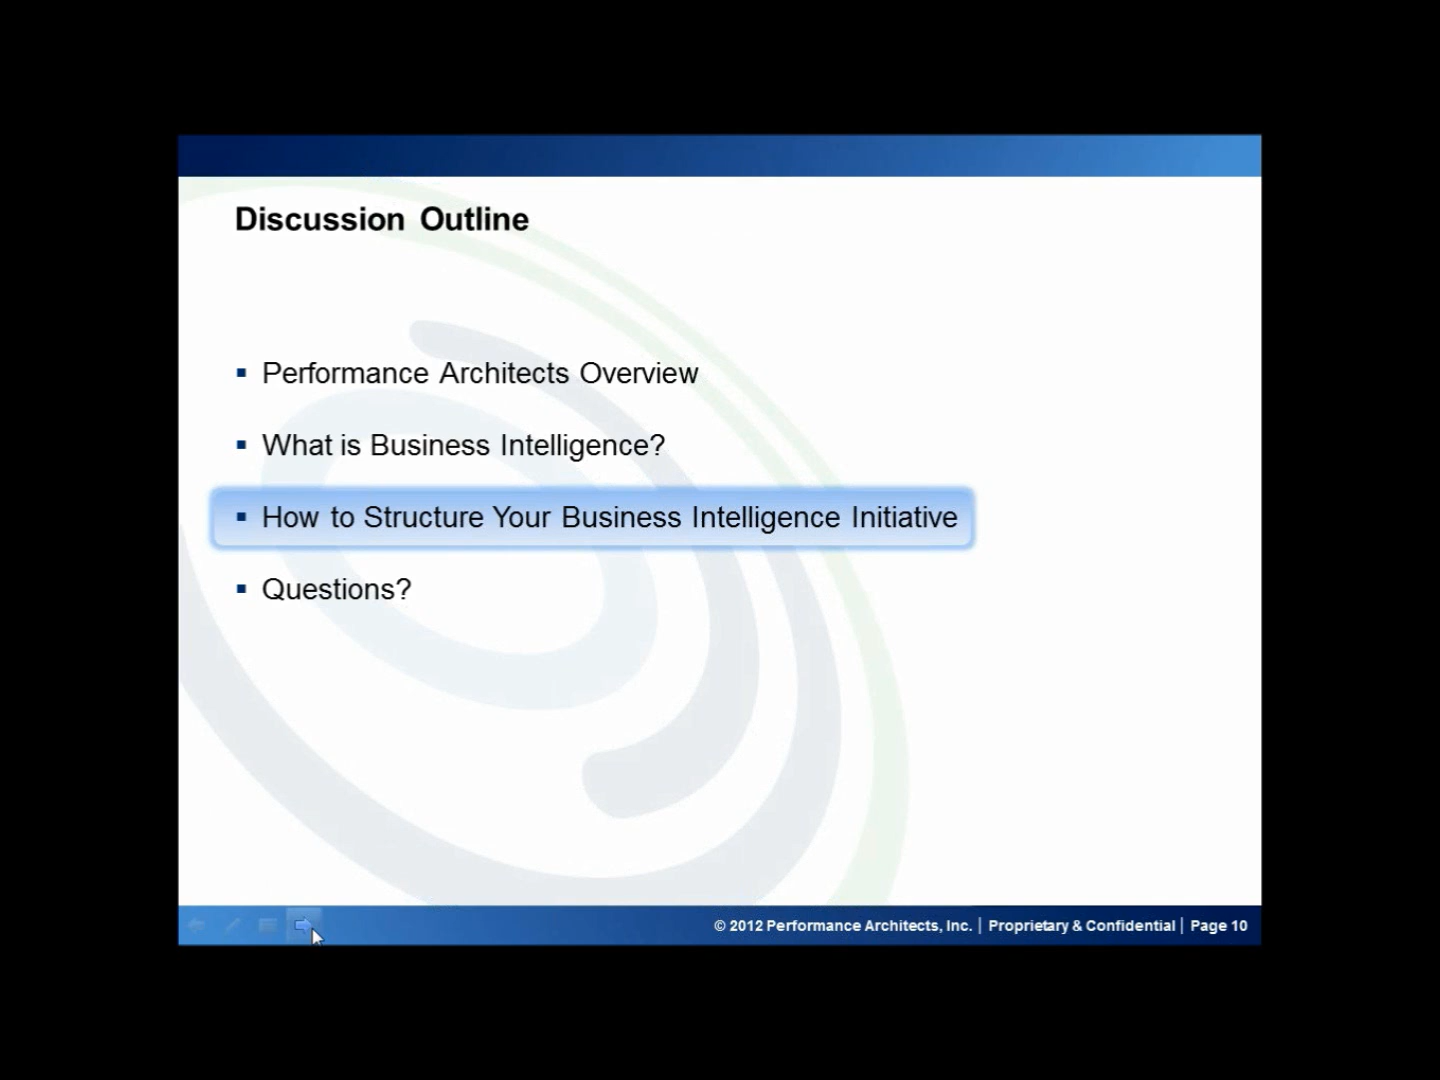 Discussion Outline
▪ Performance Architects Overview
▪ What is Business Intelligence?
▪ How to Structure Your Business Intelligence Initiative
▪ Questions?
© 2012 Performance Architects, Inc. | Proprietary & Confidential | Page 10